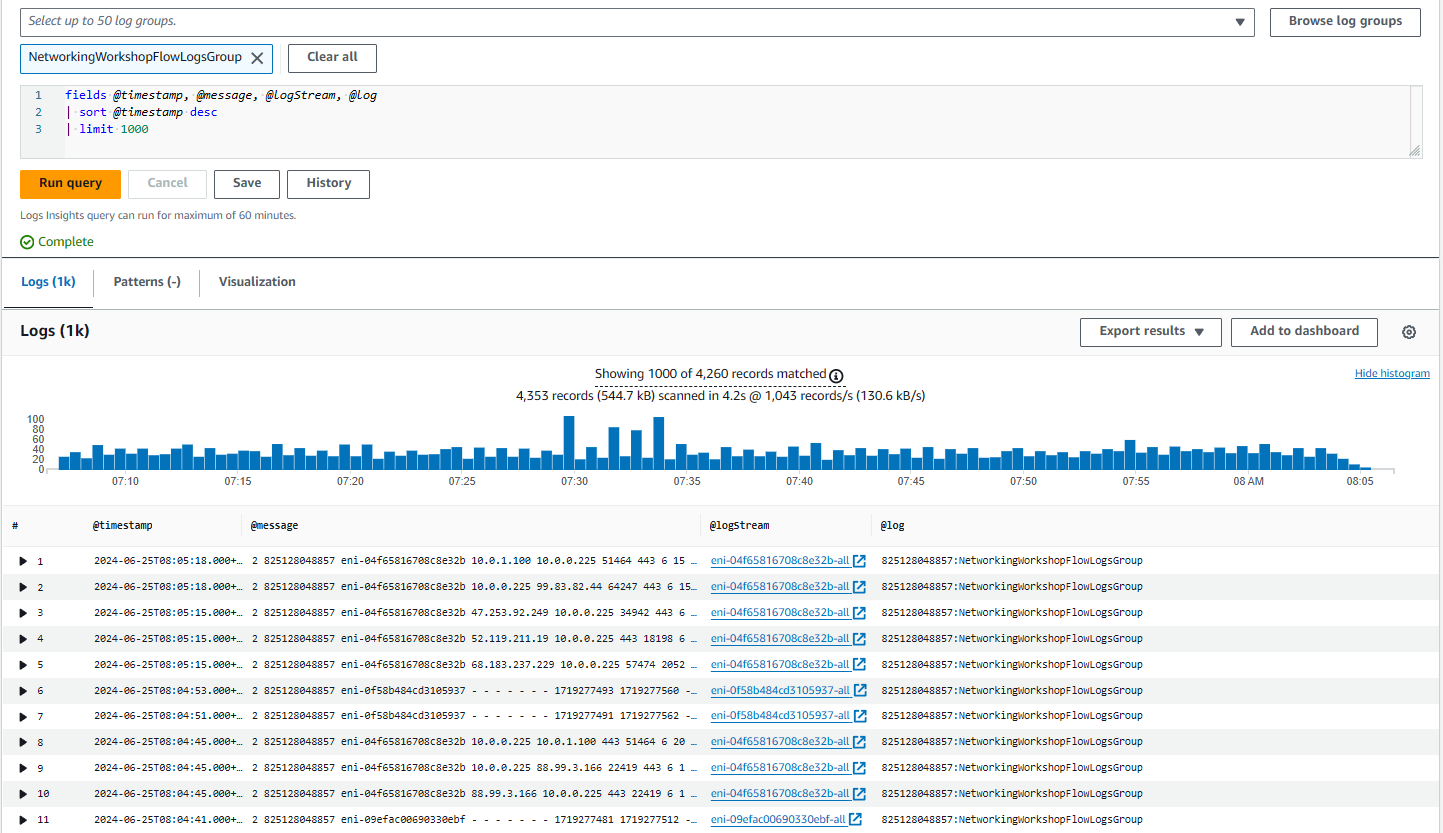 Select up to 50 log groups.
Browse log groups
NetworkingWorkshopFlowLogsGroup
Clear all
1 fields @timestamp, @message, @logStream, @log
2 | sort @timestamp desc
3 | limit 1000
Run query Cancel Save History
Logs Insights query can run for maximum of 60 minutes.
Complete
Logs (1k) Patterns (-) Visualization
Logs (1k) Export results Add to dashboard
Showing 1000 of 4,260 records matched
Hide histogram
4,353 records (544.7 kB) scanned in 4.2s @ 1,043 records/s (130.6 kB/s)
100
80
60
40
20
0
07:10 07:15 07:20 07:25 07:30 07:35 07:40 07:45 07:50 07:55 08 AM 08:05
# @timestamp @message @logStream @log
1 2024-06-25T08:05:18.000+… 2 825128048857 eni-04f65816708c8e32b 10.0.1.100 10.0.0.225 51464 443 6 15 … eni-04f65816708c8e32b-all 825128048857:NetworkingWorkshopFlowLogsGroup
2 2024-06-25T08:05:18.000+… 2 825128048857 eni-04f65816708c8e32b 10.0.0.225 99.83.82.44 64247 443 6 15… eni-04f65816708c8e32b-all 825128048857:NetworkingWorkshopFlowLogsGroup
3 2024-06-25T08:05:15.000+… 2 825128048857 eni-04f65816708c8e32b 47.253.92.249 10.0.0.225 34942 443 6 … eni-04f65816708c8e32b-all 825128048857:NetworkingWorkshopFlowLogsGroup
4 2024-06-25T08:05:15.000+… 2 825128048857 eni-04f65816708c8e32b 52.119.211.19 10.0.0.225 443 18198 6 … eni-04f65816708c8e32b-all 825128048857:NetworkingWorkshopFlowLogsGroup
5 2024-06-25T08:05:15.000+… 2 825128048857 eni-04f65816708c8e32b 68.183.237.229 10.0.0.225 57474 2052 … eni-04f65816708c8e32b-all 825128048857:NetworkingWorkshopFlowLogsGroup
6 2024-06-25T08:04:53.000+… 2 825128048857 eni-0f58b484cd3105937 - - - - - - - 1719277493 1719277560 -… eni-0f58b484cd3105937-all 825128048857:NetworkingWorkshopFlowLogsGroup
7 2024-06-25T08:04:51.000+… 2 825128048857 eni-0f58b484cd3105937 - - - - - - - 1719277491 1719277562 -… eni-0f58b484cd3105937-all 825128048857:NetworkingWorkshopFlowLogsGroup
8 2024-06-25T08:04:45.000+… 2 825128048857 eni-04f65816708c8e32b 10.0.0.225 10.0.1.100 443 51464 6 20 … eni-04f65816708c8e32b-all 825128048857:NetworkingWorkshopFlowLogsGroup
9 2024-06-25T08:04:45.000+… 2 825128048857 eni-04f65816708c8e32b 10.0.0.225 88.99.3.166 22419 443 6 1 … eni-04f65816708c8e32b-all 825128048857:NetworkingWorkshopFlowLogsGroup
10 2024-06-25T08:04:45.000+… 2 825128048857 eni-04f65816708c8e32b 88.99.3.166 10.0.0.225 443 22419 6 1 … eni-04f65816708c8e32b-all 825128048857:NetworkingWorkshopFlowLogsGroup
11 2024-06-25T08:04:41.000+… 2 825128048857 eni-09efac00690330ebf - - - - - - - 1719277481 1719277512 -… eni-09efac00690330ebf-all 825128048857:NetworkingWorkshopFlowLogsGroup